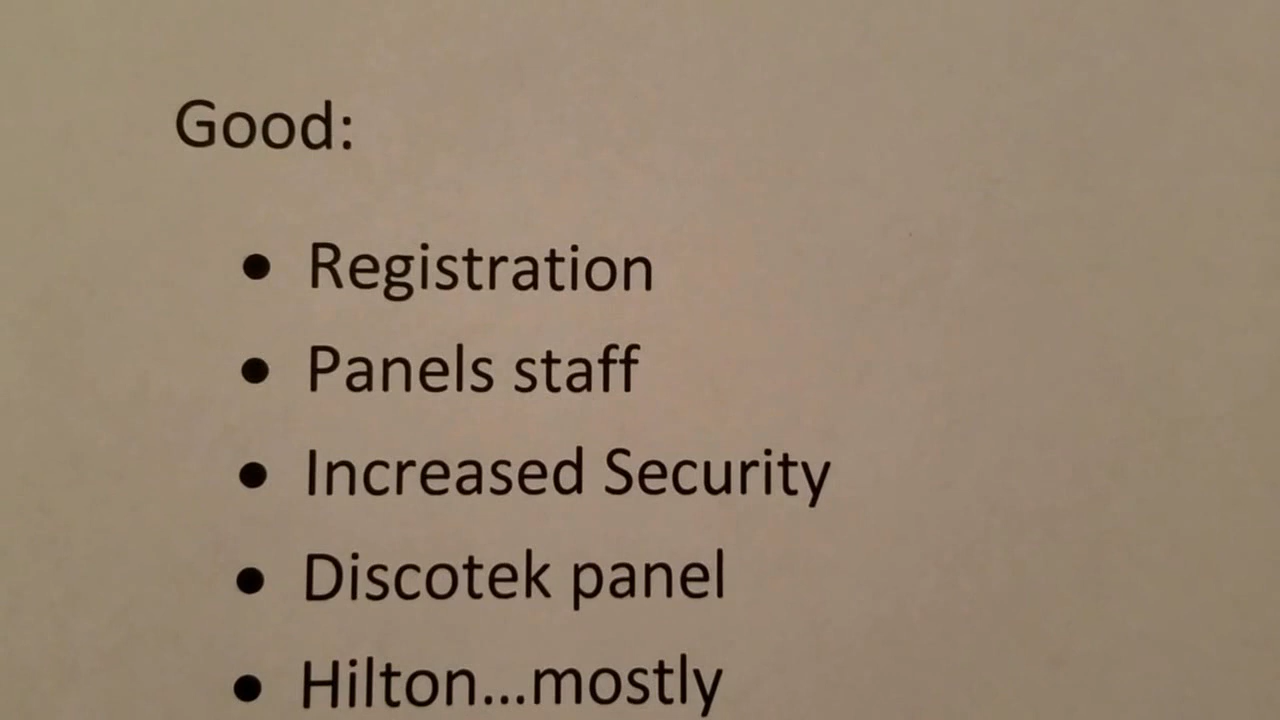 Good:
• Registration
• Panels staff
• Increased Security
• Discotek panel
• Hilton...mostly